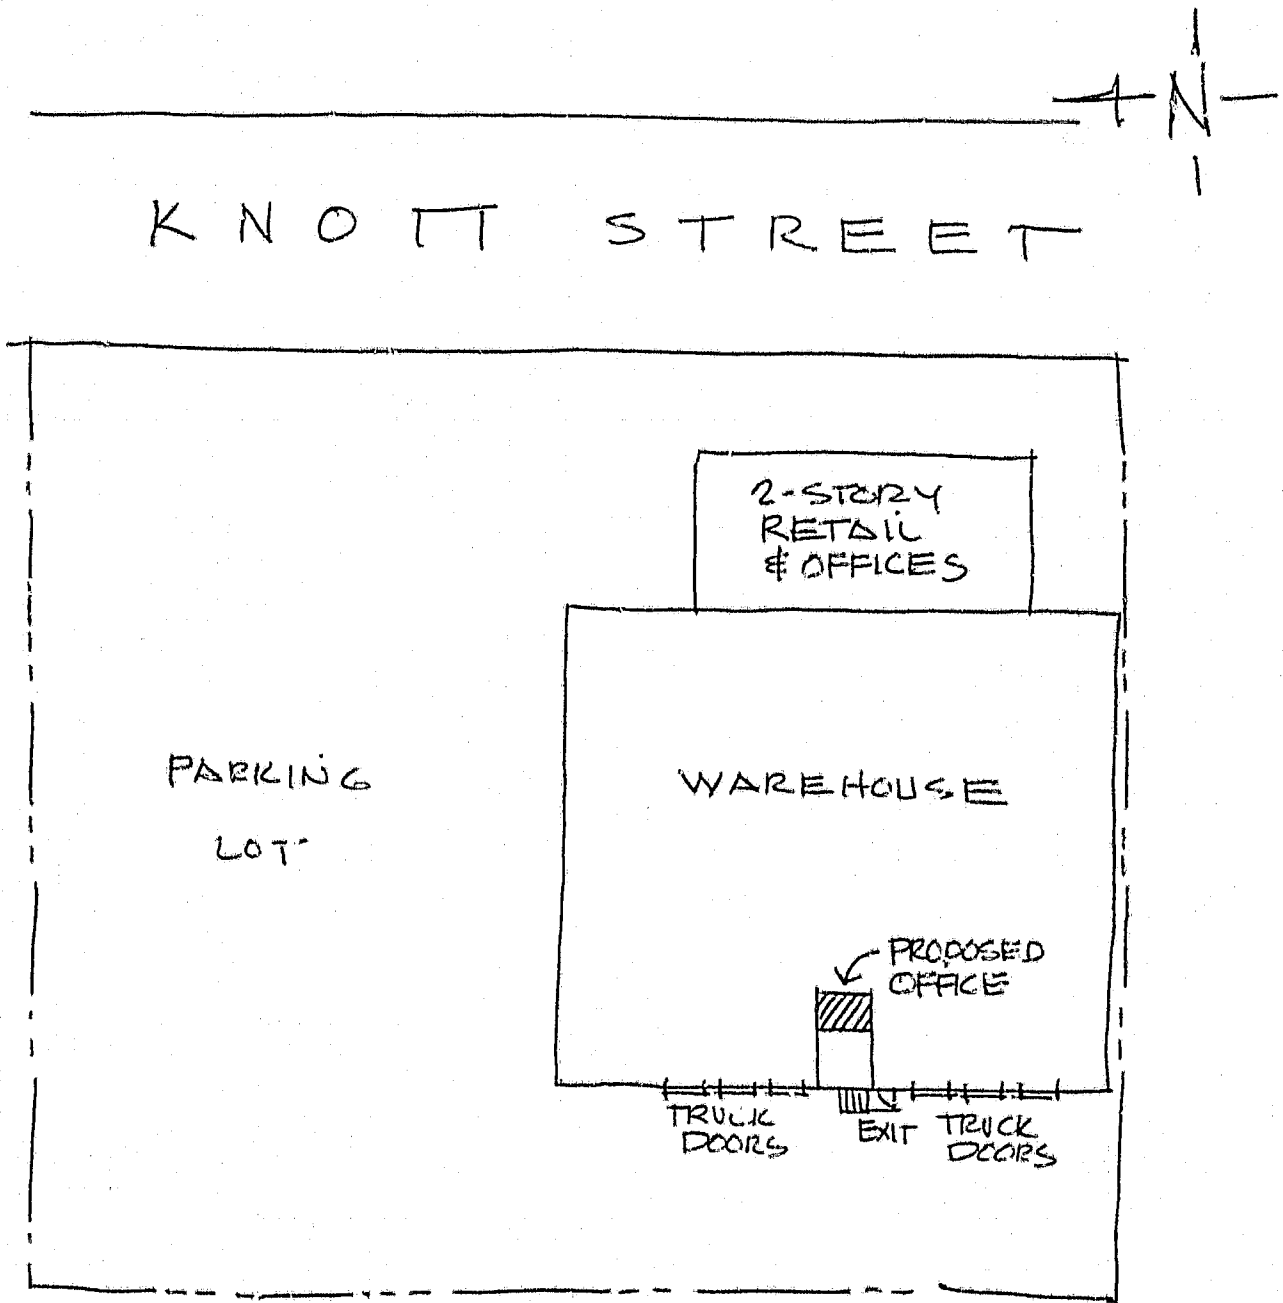 N
KNOTT STREET
2-STORY
RETAIL
& OFFICES
PARKING
LOT
WAREHOUSE
PROPOSED
OFFICE
TRUCK
DOORS
EXIT
TRUCK
DOORS